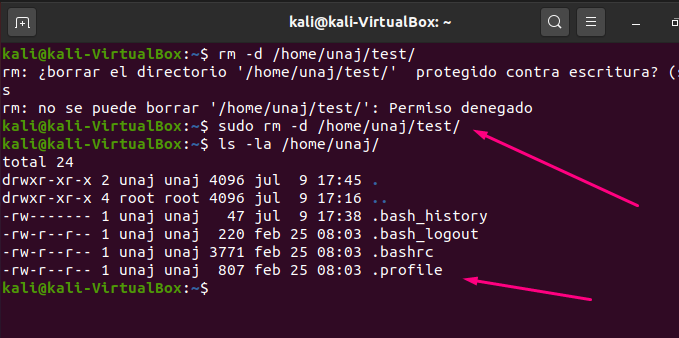 kali@kali-VirtualBox: ~
kali@kali-VirtualBox:~$ rm -d /home/unaj/test/
rm: ¿borrar el directorio '/home/unaj/test/'  protegido contra escritura? (s
s
rm: no se puede borrar '/home/unaj/test/': Permiso denegado
kali@kali-VirtualBox:~$ sudo rm -d /home/unaj/test/
kali@kali-VirtualBox:~$ ls -la /home/unaj/
total 24
drwxr-xr-x 2 unaj unaj 4096 jul  9 17:45 .
drwxr-xr-x 4 root root 4096 jul  9 17:16 ..
-rw------- 1 unaj unaj   47 jul  9 17:38 .bash_history
-rw-r--r-- 1 unaj unaj  220 feb 25 08:03 .bash_logout
-rw-r--r-- 1 unaj unaj 3771 feb 25 08:03 .bashrc
-rw-r--r-- 1 unaj unaj  807 feb 25 08:03 .profile
kali@kali-VirtualBox:~$